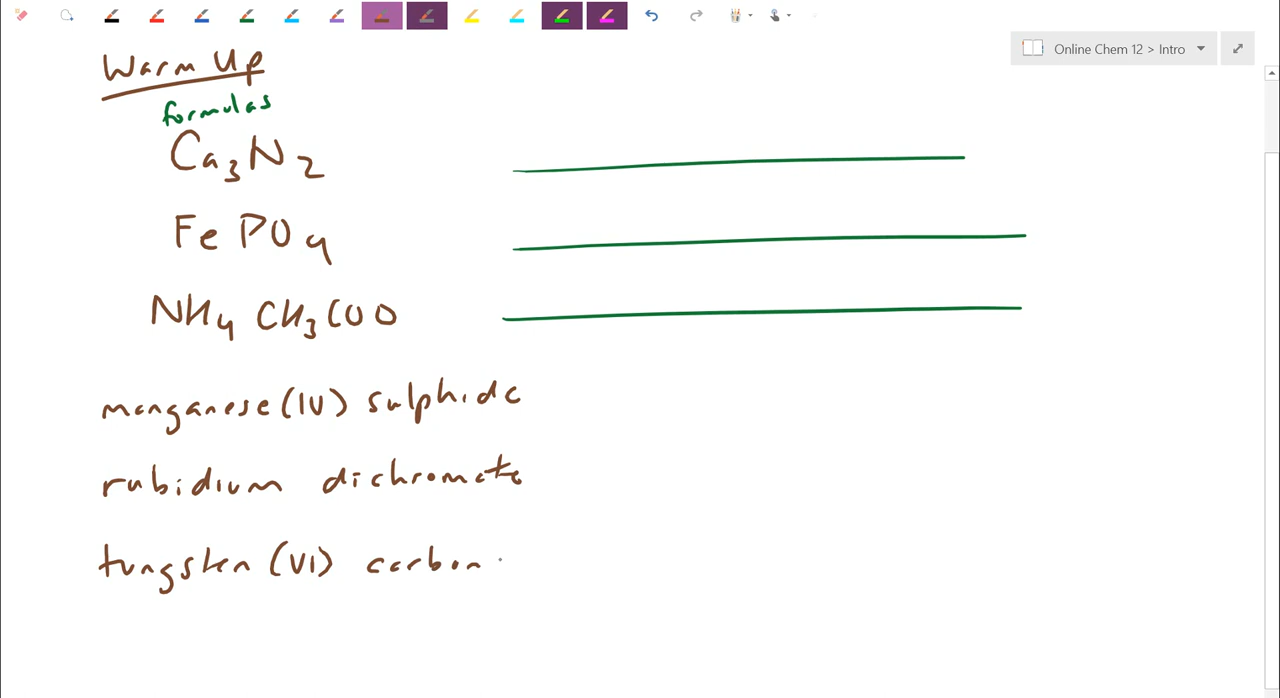 Online Chem 12 > Intro
Warm Up
formulas
Ca₃N₂
FePO₄
NH₄CH₃COO
manganese(IV) sulphide
rubidium dichromate
tungsten (VI) carbon